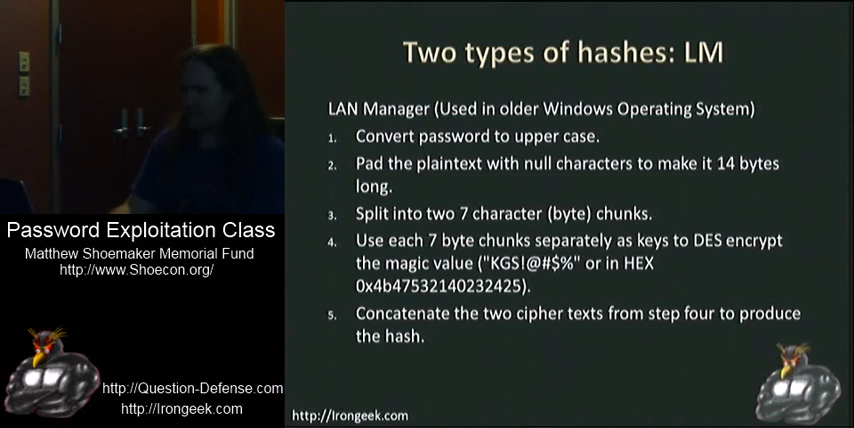 Two types of hashes: LM
LAN Manager (Used in older Windows Operating System)
1. Convert password to upper case.
2. Pad the plaintext with null characters to make it 14 bytes
long.
3. Split into two 7 character (byte) chunks.
4. Use each 7 byte chunks separately as keys to DES encrypt
the magic value ("KGS!@#$%" or in HEX
0x4b47532140232425).
5. Concatenate the two cipher texts from step four to produce
the hash.
http://Irongeek.com
Password Exploitation Class
Matthew Shoemaker Memorial Fund
http://www.Shoecon.org/
http://Question-Defense.com
http://Irongeek.com